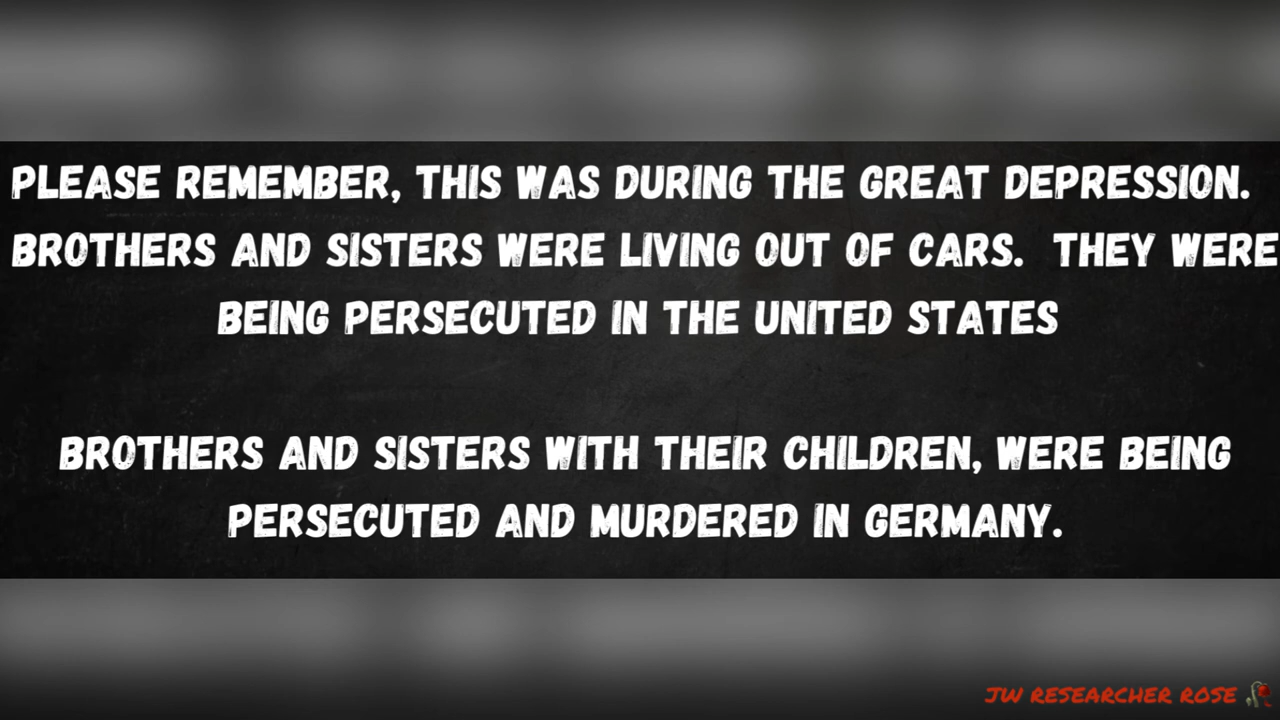 PLEASE REMEMBER, THIS WAS DURING THE GREAT DEPRESSION.
BROTHERS AND SISTERS WERE LIVING OUT OF CARS. THEY WERE
BEING PERSECUTED IN THE UNITED STATES
BROTHERS AND SISTERS WITH THEIR CHILDREN, WERE BEING
PERSECUTED AND MURDERED IN GERMANY.
JW RESEARCHER ROSE 🥀